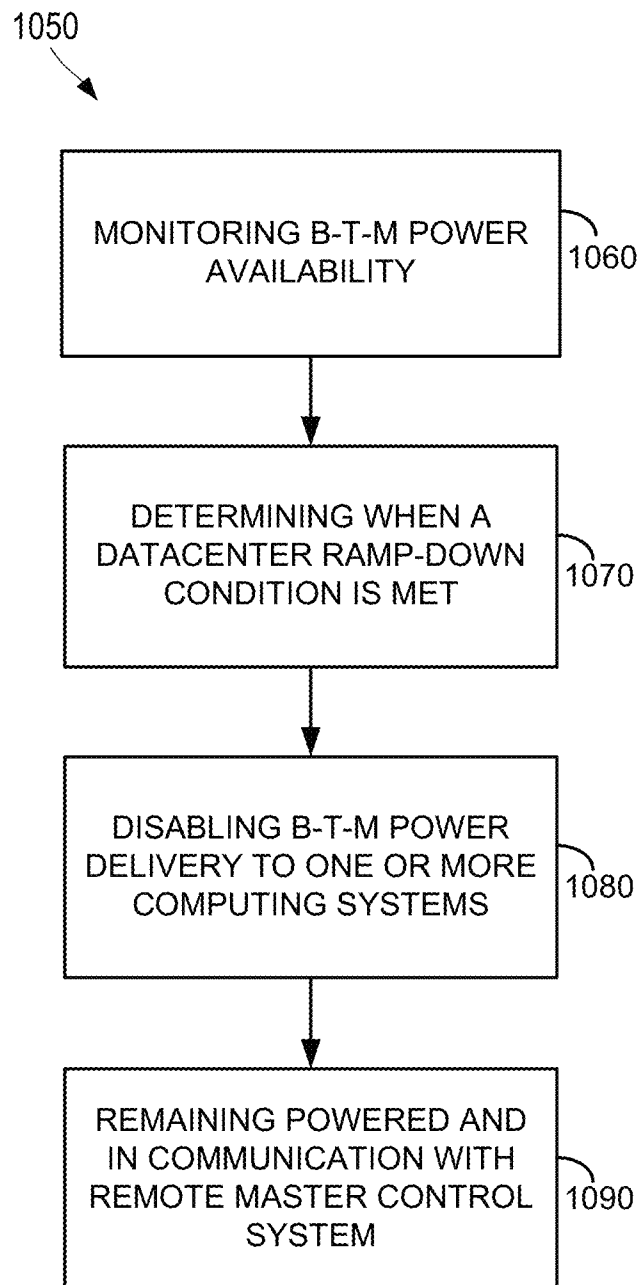 1050
MONITORING B-T-M POWER
AVAILABILITY
1060
DETERMINING WHEN A
DATACENTER RAMP-DOWN
CONDITION IS MET
1070
DISABLING B-T-M POWER
DELIVERY TO ONE OR MORE
COMPUTING SYSTEMS
1080
REMAINING POWERED AND
IN COMMUNICATION WITH
REMOTE MASTER CONTROL
SYSTEM
1090